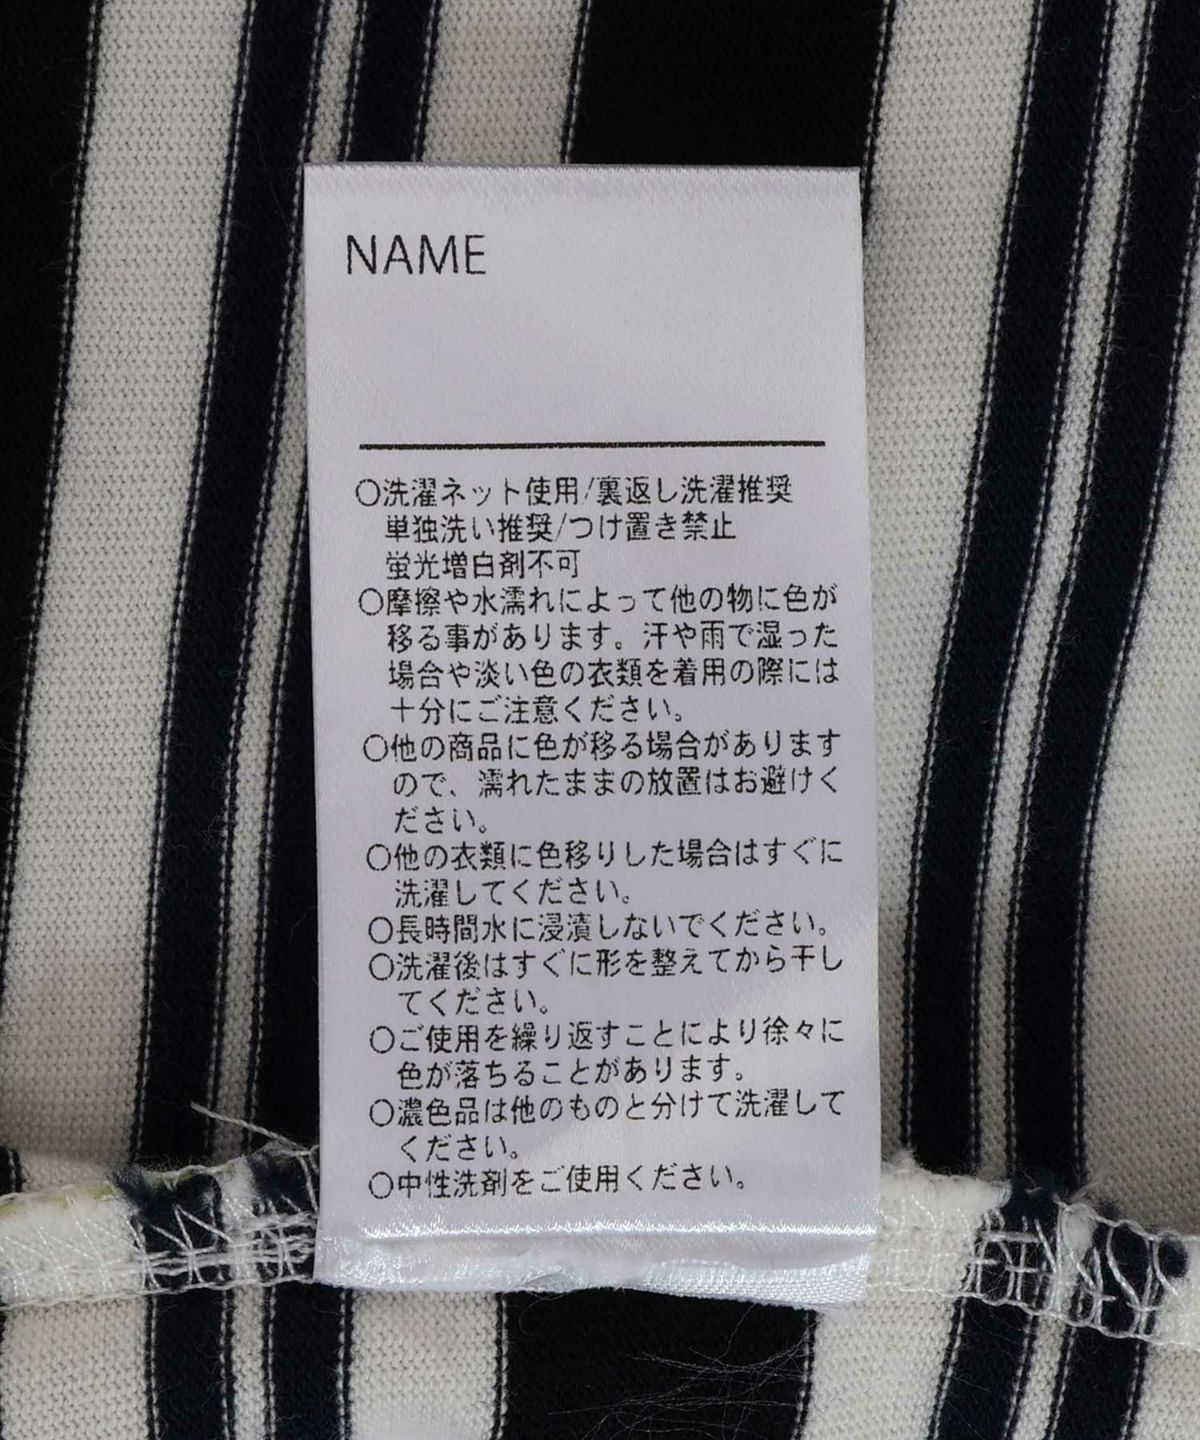 NAME
○洗濯ネット使用/裏返し洗濯推奨
単独洗い推奨/つけ置き禁止
蛍光増白剤不可
○摩擦や水濡れによって他の物に色が
移る事があります。汗や雨で湿った
場合や淡い色の衣類を着用の際には
十分にご注意ください。
○他の商品に色が移る場合があります
ので、濡れたままの放置はお避けく
ださい。
○他の衣類に色移りした場合はすぐに
洗濯してください。
○長時間水に浸漬しないでください。
○洗濯後はすぐに形を整えてから干し
てください。
○ご使用を繰り返すことにより徐々に
色が落ちることがあります。
○濃色品は他のものと分けて洗濯して
ください。
○中性洗剤をご使用ください。